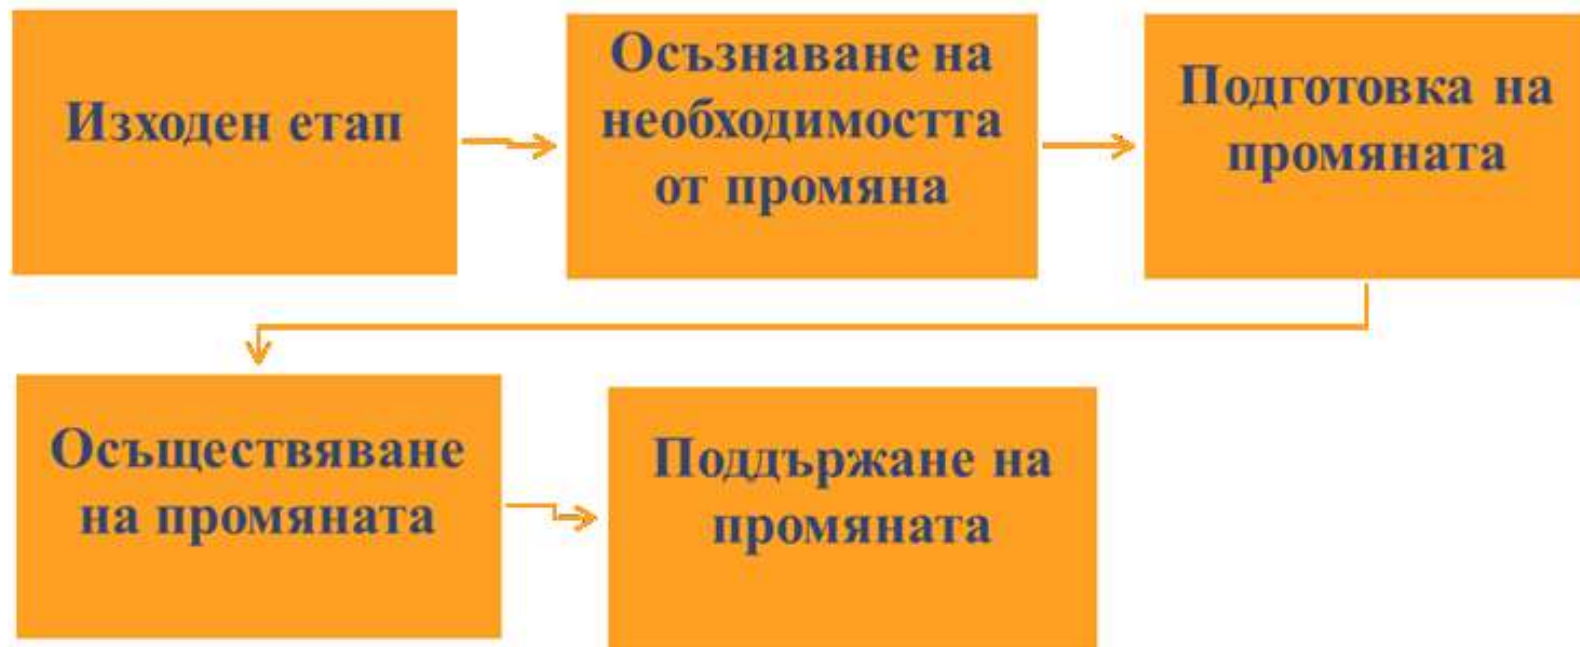 Изходен етап
Осъзнаване на
необходимостта
от промяна
Подготовка на
промяната
Осъществяване
на промяната
Поддържане на
промяната